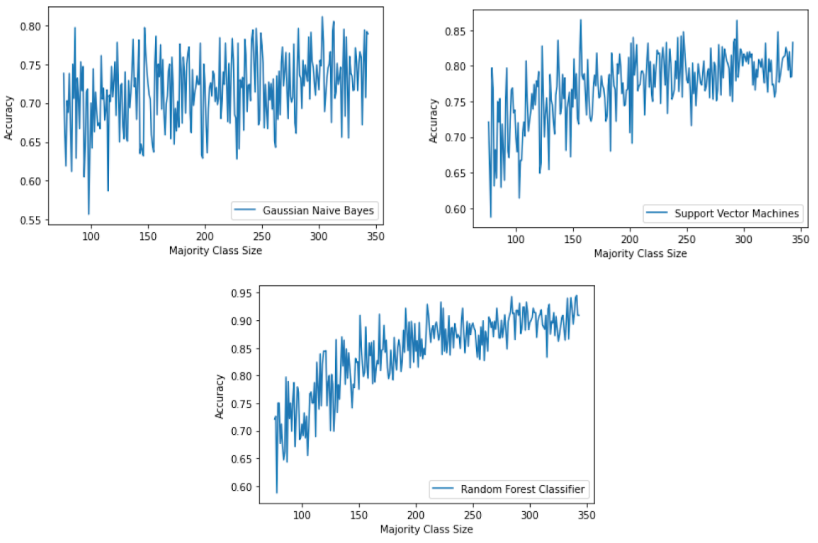 0.80
0.75
0.70
0.65
0.60
0.55
Accuracy
Gaussian Naive Bayes
100 150 200 250 300 350
Majority Class Size
0.85
0.80
0.75
0.70
0.65
0.60
Accuracy
Support Vector Machines
100 150 200 250 300 350
Majority Class Size
0.95
0.90
0.85
0.80
0.75
0.70
0.65
0.60
Accuracy
Random Forest Classifier
100 150 200 250 300 350
Majority Class Size